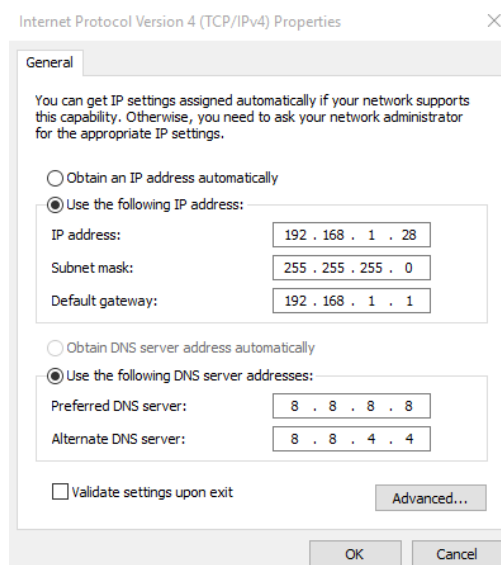 Internet Protocol Version 4 (TCP/IPv4) Properties
General
You can get IP settings assigned automatically if your network supports
this capability. Otherwise, you need to ask your network administrator
for the appropriate IP settings.
Obtain an IP address automatically
Use the following IP address:
IP address: 192 . 168 . 1 . 28
Subnet mask: 255 . 255 . 255 . 0
Default gateway: 192 . 168 . 1 . 1
Obtain DNS server address automatically
Use the following DNS server addresses:
Preferred DNS server: 8 . 8 . 8 . 8
Alternate DNS server: 8 . 8 . 4 . 4
Validate settings upon exit
Advanced...
OK Cancel